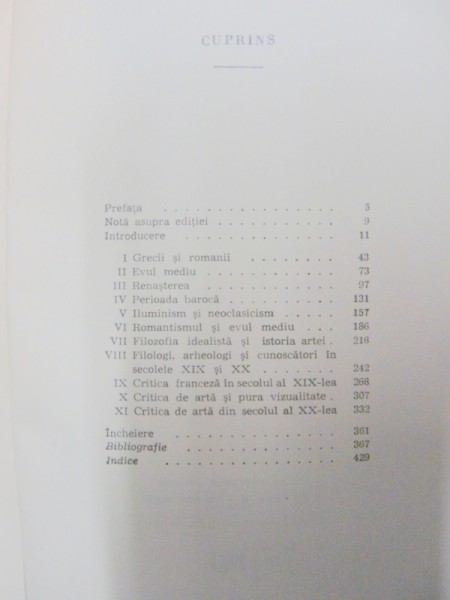 CUPRINS
Prefața . . . . . . . . . . . . . . 5
Notă asupra ediției . . . . . . . . . . 9
Introducere . . . . . . . . . . . . 11
I Grecii și romanii . . . . . . . . 43
II Evul mediu . . . . . . . . . . 73
III Renașterea . . . . . . . . . . 97
IV Perioada barocă . . . . . . . . 131
V Iluminism și neoclasicism . . . . . 157
VI Romantismul și evul mediu . . . 186
VII Filozofia idealistă și istoria artei . 216
VIII Filologi, arheologi și cunoscători în
secolele XIX și XX . . . . . . . 242
IX Critica franceză în secolul al XIX-lea 268
X Critica de artă și pura vizualitate . 307
XI Critica de artă din secolul al XX-lea 332
Încheiere . . . . . . . . . . . . 361
Bibliografie . . . . . . . . . . . 367
Indice . . . . . . . . . . . . . 429